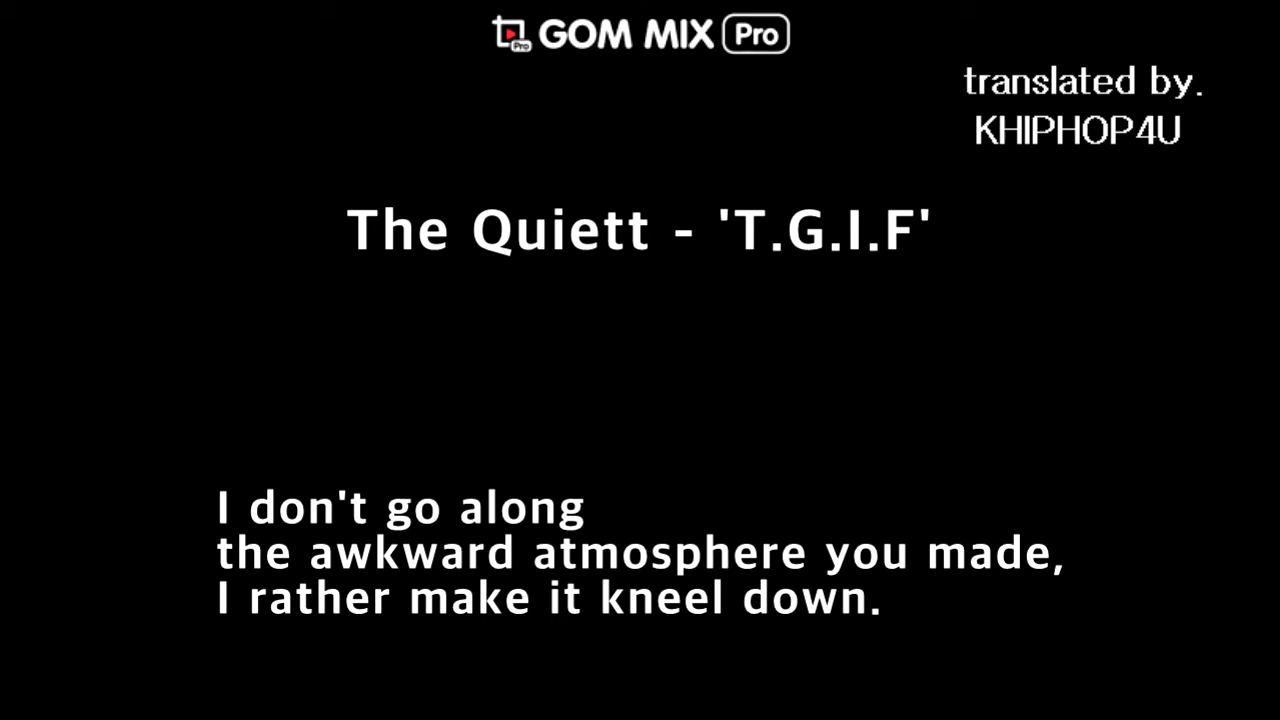 GOM MIX Pro
translated by.
KHIPHOP4U
The Quiett - 'T.G.I.F'
I don't go along
the awkward atmosphere you made,
I rather make it kneel down.